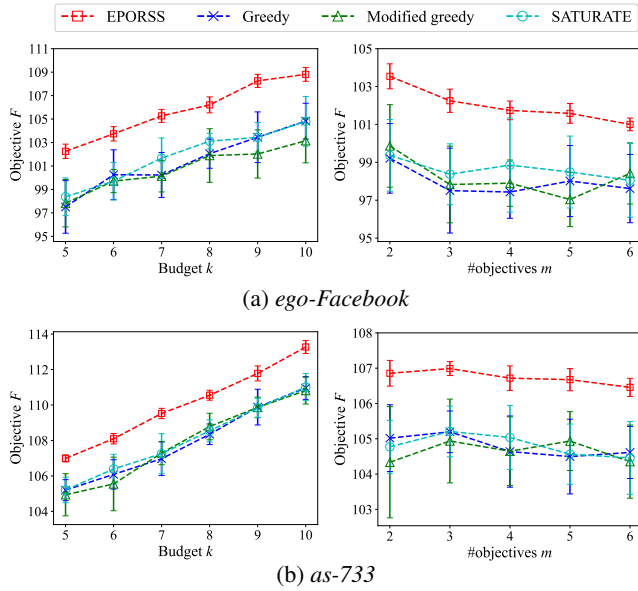 EPORSS Greedy Modified greedy SATURATE
109
107
105
103
101
99
97
95
5 6 7 8 9 10
Objective F
Budget k
105
103
101
99
97
95
2 3 4 5 6
Objective F
#objectives m
(a) ego-Facebook
114
112
110
108
106
104
5 6 7 8 9 10
Objective F
Budget k
108
107
106
105
104
103
2 3 4 5 6
Objective F
#objectives m
(b) as-733